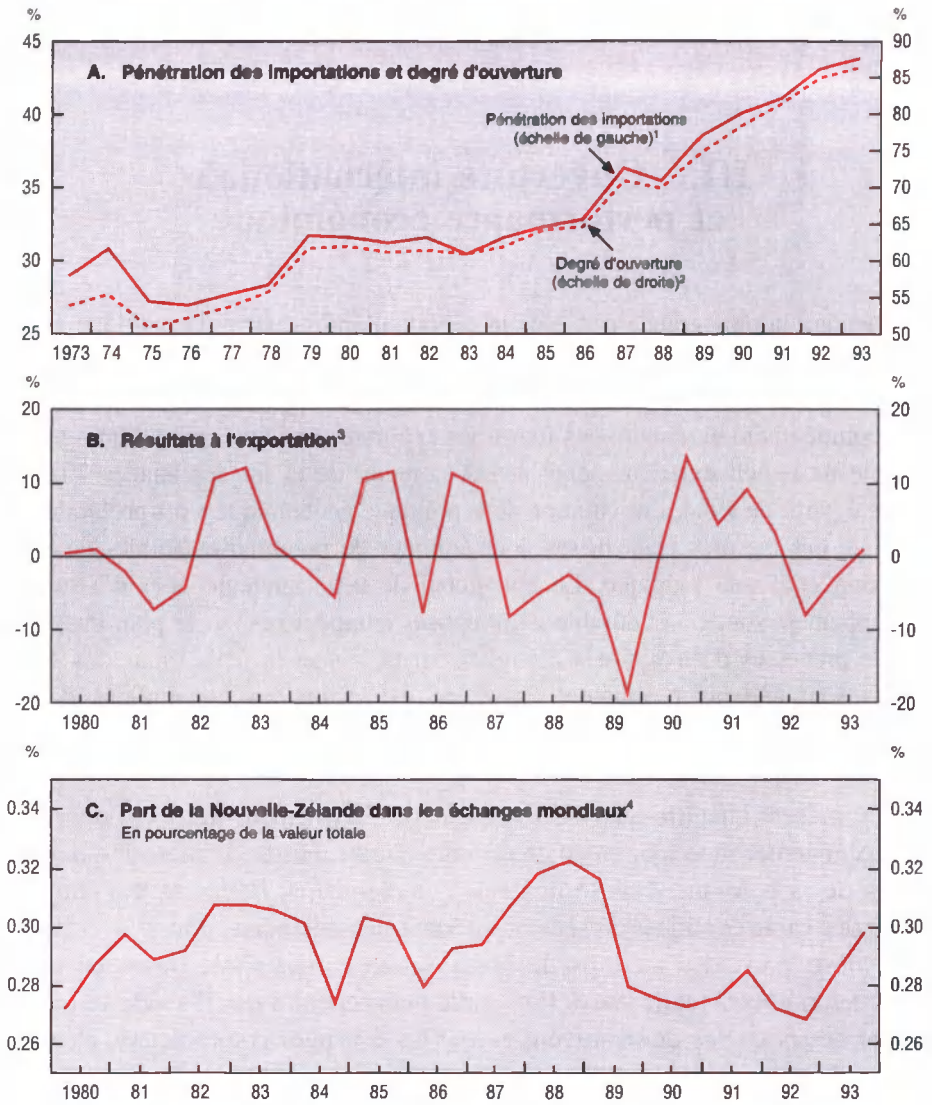 % %
45 90
A. Pénétration des importations et degré d'ouverture
85
40 80
Pénétration des importations
(échelle de gauche)¹
75
35 70
65
30 60
Degré d'ouverture
(échelle de droite)²
55
25 50
1973 74 75 76 77 78 79 80 81 82 83 84 85 86 87 88 89 90 91 92 93
% %
20 20
B. Résultats à l'exportation³
10 10
0 0
-10 -10
-20 -20
1980 81 82 83 84 85 86 87 88 89 90 91 92 93
% %
0.34 0.34
C. Part de la Nouvelle-Zélande dans les échanges mondiaux⁴
En pourcentage de la valeur totale
0.32 0.32
0.30 0.30
0.28 0.28
0.26 0.26
1980 81 82 83 84 85 86 87 88 89 90 91 92 93